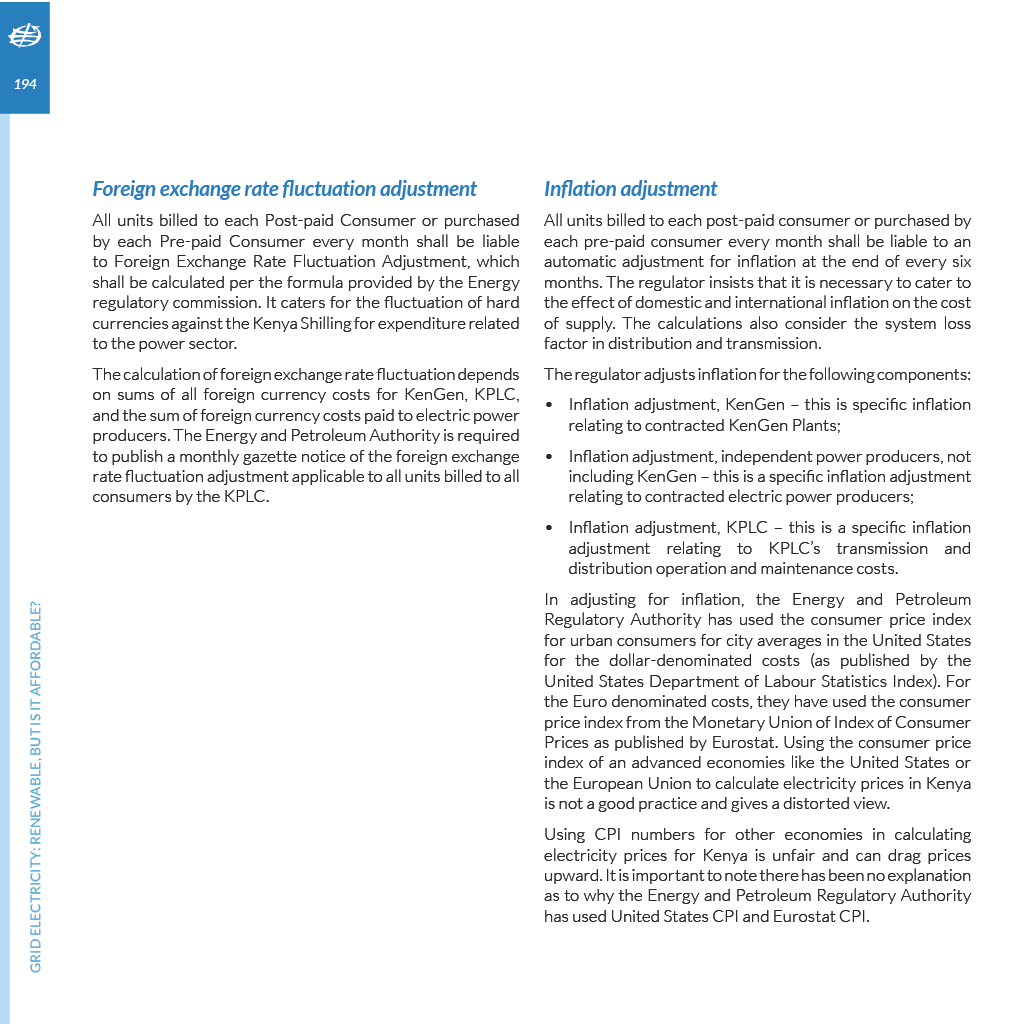 194
Foreign exchange rate fluctuation adjustment
All units billed to each Post-paid Consumer or purchased
by each Pre-paid Consumer every month shall be liable
to Foreign Exchange Rate Fluctuation Adjustment, which
shall be calculated per the formula provided by the Energy
regulatory commission. It caters for the fluctuation of hard
currencies against the Kenya Shilling for expenditure related
to the power sector.
The calculation of foreign exchange rate fluctuation depends
on sums of all foreign currency costs for KenGen, KPLC,
and the sum of foreign currency costs paid to electric power
producers. The Energy and Petroleum Authority is required
to publish a monthly gazette notice of the foreign exchange
rate fluctuation adjustment applicable to all units billed to all
consumers by the KPLC.
Inflation adjustment
All units billed to each post-paid consumer or purchased by
each pre-paid consumer every month shall be liable to an
automatic adjustment for inflation at the end of every six
months. The regulator insists that it is necessary to cater to
the effect of domestic and international inflation on the cost
of supply. The calculations also consider the system loss
factor in distribution and transmission.
The regulator adjusts inflation for the following components:
• Inflation adjustment, KenGen – this is specific inflation
relating to contracted KenGen Plants;
• Inflation adjustment, independent power producers, not
including KenGen – this is a specific inflation adjustment
relating to contracted electric power producers;
• Inflation adjustment, KPLC – this is a specific inflation
adjustment relating to KPLC's transmission and
distribution operation and maintenance costs.
In adjusting for inflation, the Energy and Petroleum
Regulatory Authority has used the consumer price index
for urban consumers for city averages in the United States
for the dollar-denominated costs (as published by the
United States Department of Labour Statistics Index). For
the Euro denominated costs, they have used the consumer
price index from the Monetary Union of Index of Consumer
Prices as published by Eurostat. Using the consumer price
index of an advanced economies like the United States or
the European Union to calculate electricity prices in Kenya
is not a good practice and gives a distorted view.
Using CPI numbers for other economies in calculating
electricity prices for Kenya is unfair and can drag prices
upward. It is important to note there has been no explanation
as to why the Energy and Petroleum Regulatory Authority
has used United States CPI and Eurostat CPI.
GRID ELECTRICITY: RENEWABLE, BUT IS IT AFFORDABLE?